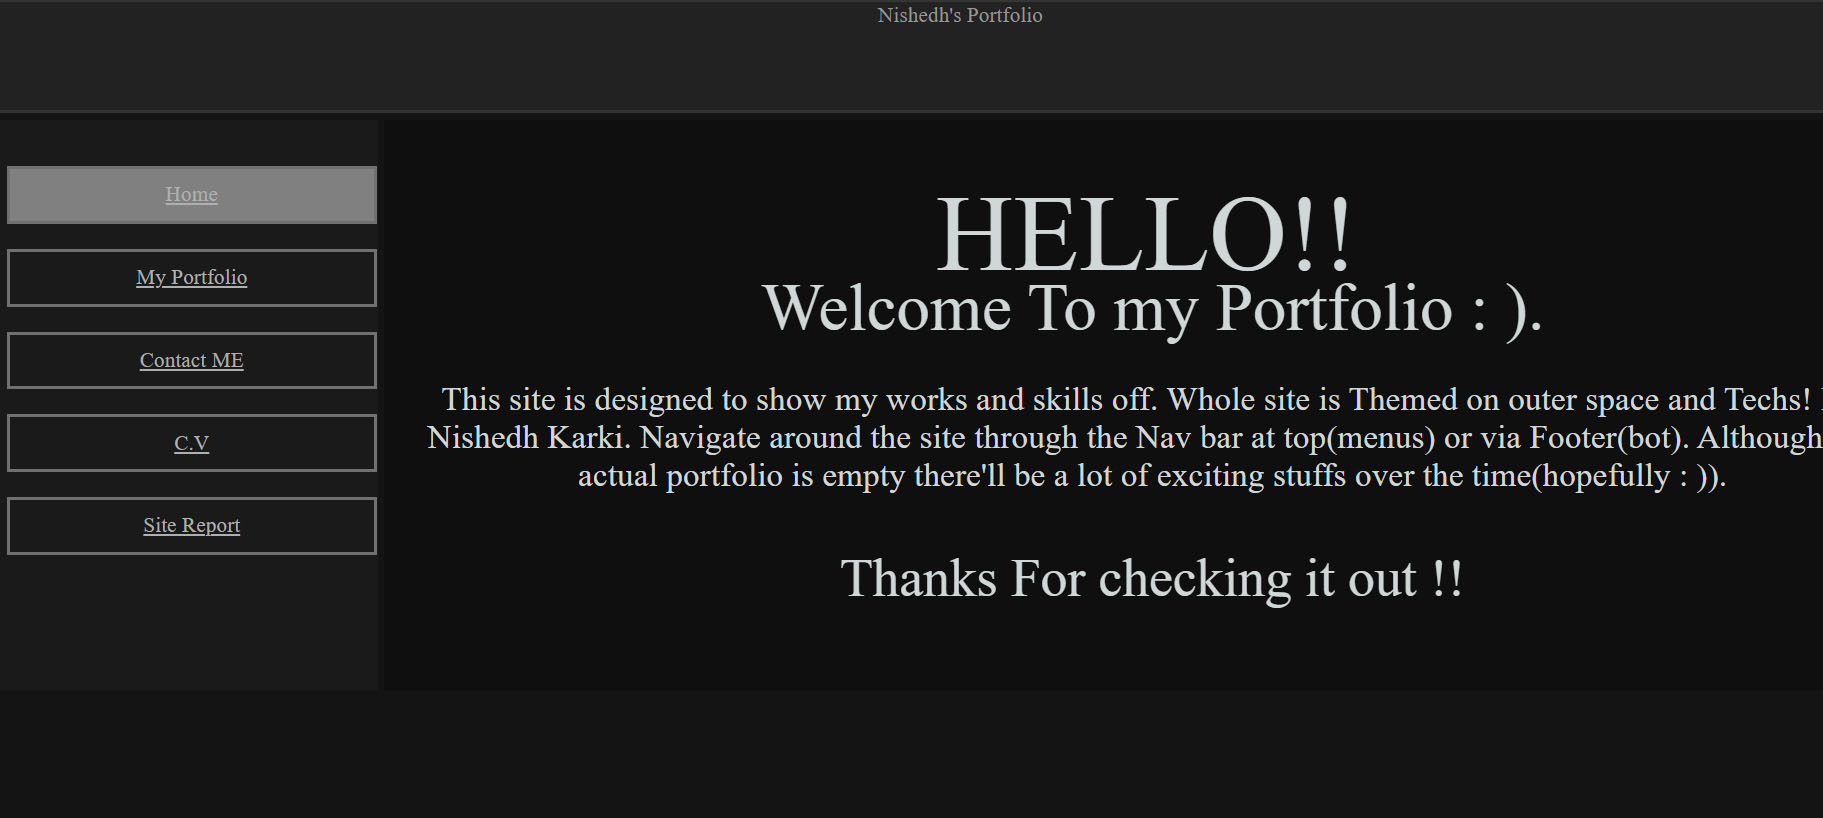 Nishedh's Portfolio
Home
My Portfolio
Contact ME
C.V
Site Report
HELLO!!
Welcome To my Portfolio : ).
This site is designed to show my works and skills off. Whole site is Themed on outer space and Techs!
Nishedh Karki. Navigate around the site through the Nav bar at top(menus) or via Footer(bot). Although
actual portfolio is empty there'll be a lot of exciting stuffs over the time(hopefully : )).
Thanks For checking it out !!